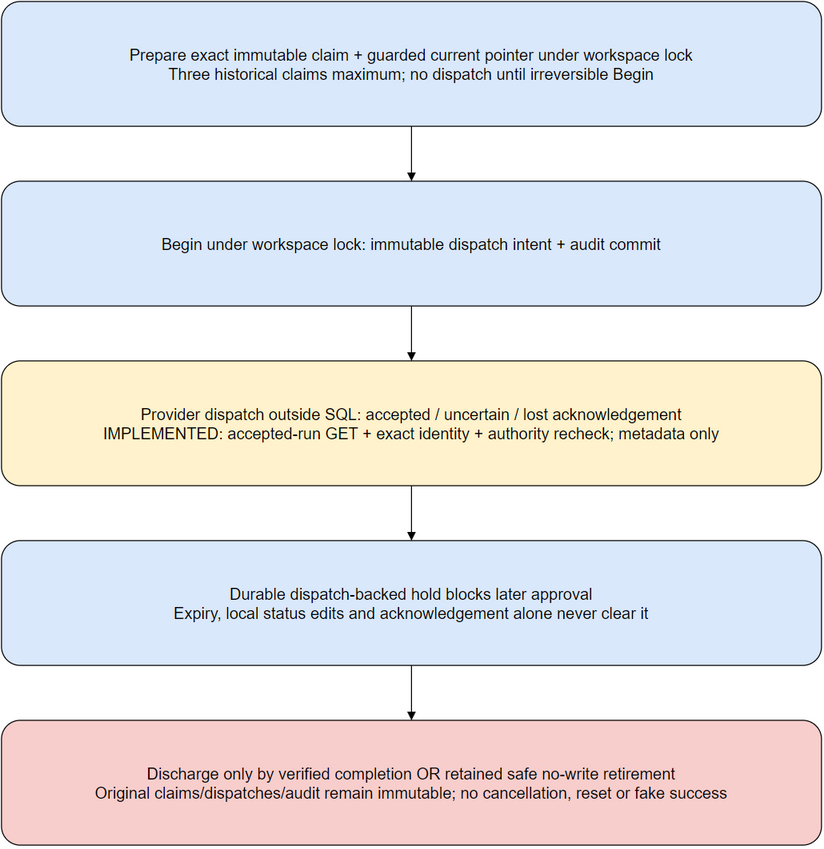 Prepare exact immutable claim + guarded current pointer under workspace lock
Three historical claims maximum; no dispatch until irreversible Begin
Begin under workspace lock: immutable dispatch intent + audit commit
Provider dispatch outside SQL: accepted / uncertain / lost acknowledgement
IMPLEMENTED: accepted-run GET + exact identity + authority recheck; metadata only
Durable dispatch-backed hold blocks later approval
Expiry, local status edits and acknowledgement alone never clear it
Discharge only by verified completion OR retained safe no-write retirement
Original claims/dispatches/audit remain immutable; no cancellation, reset or fake success